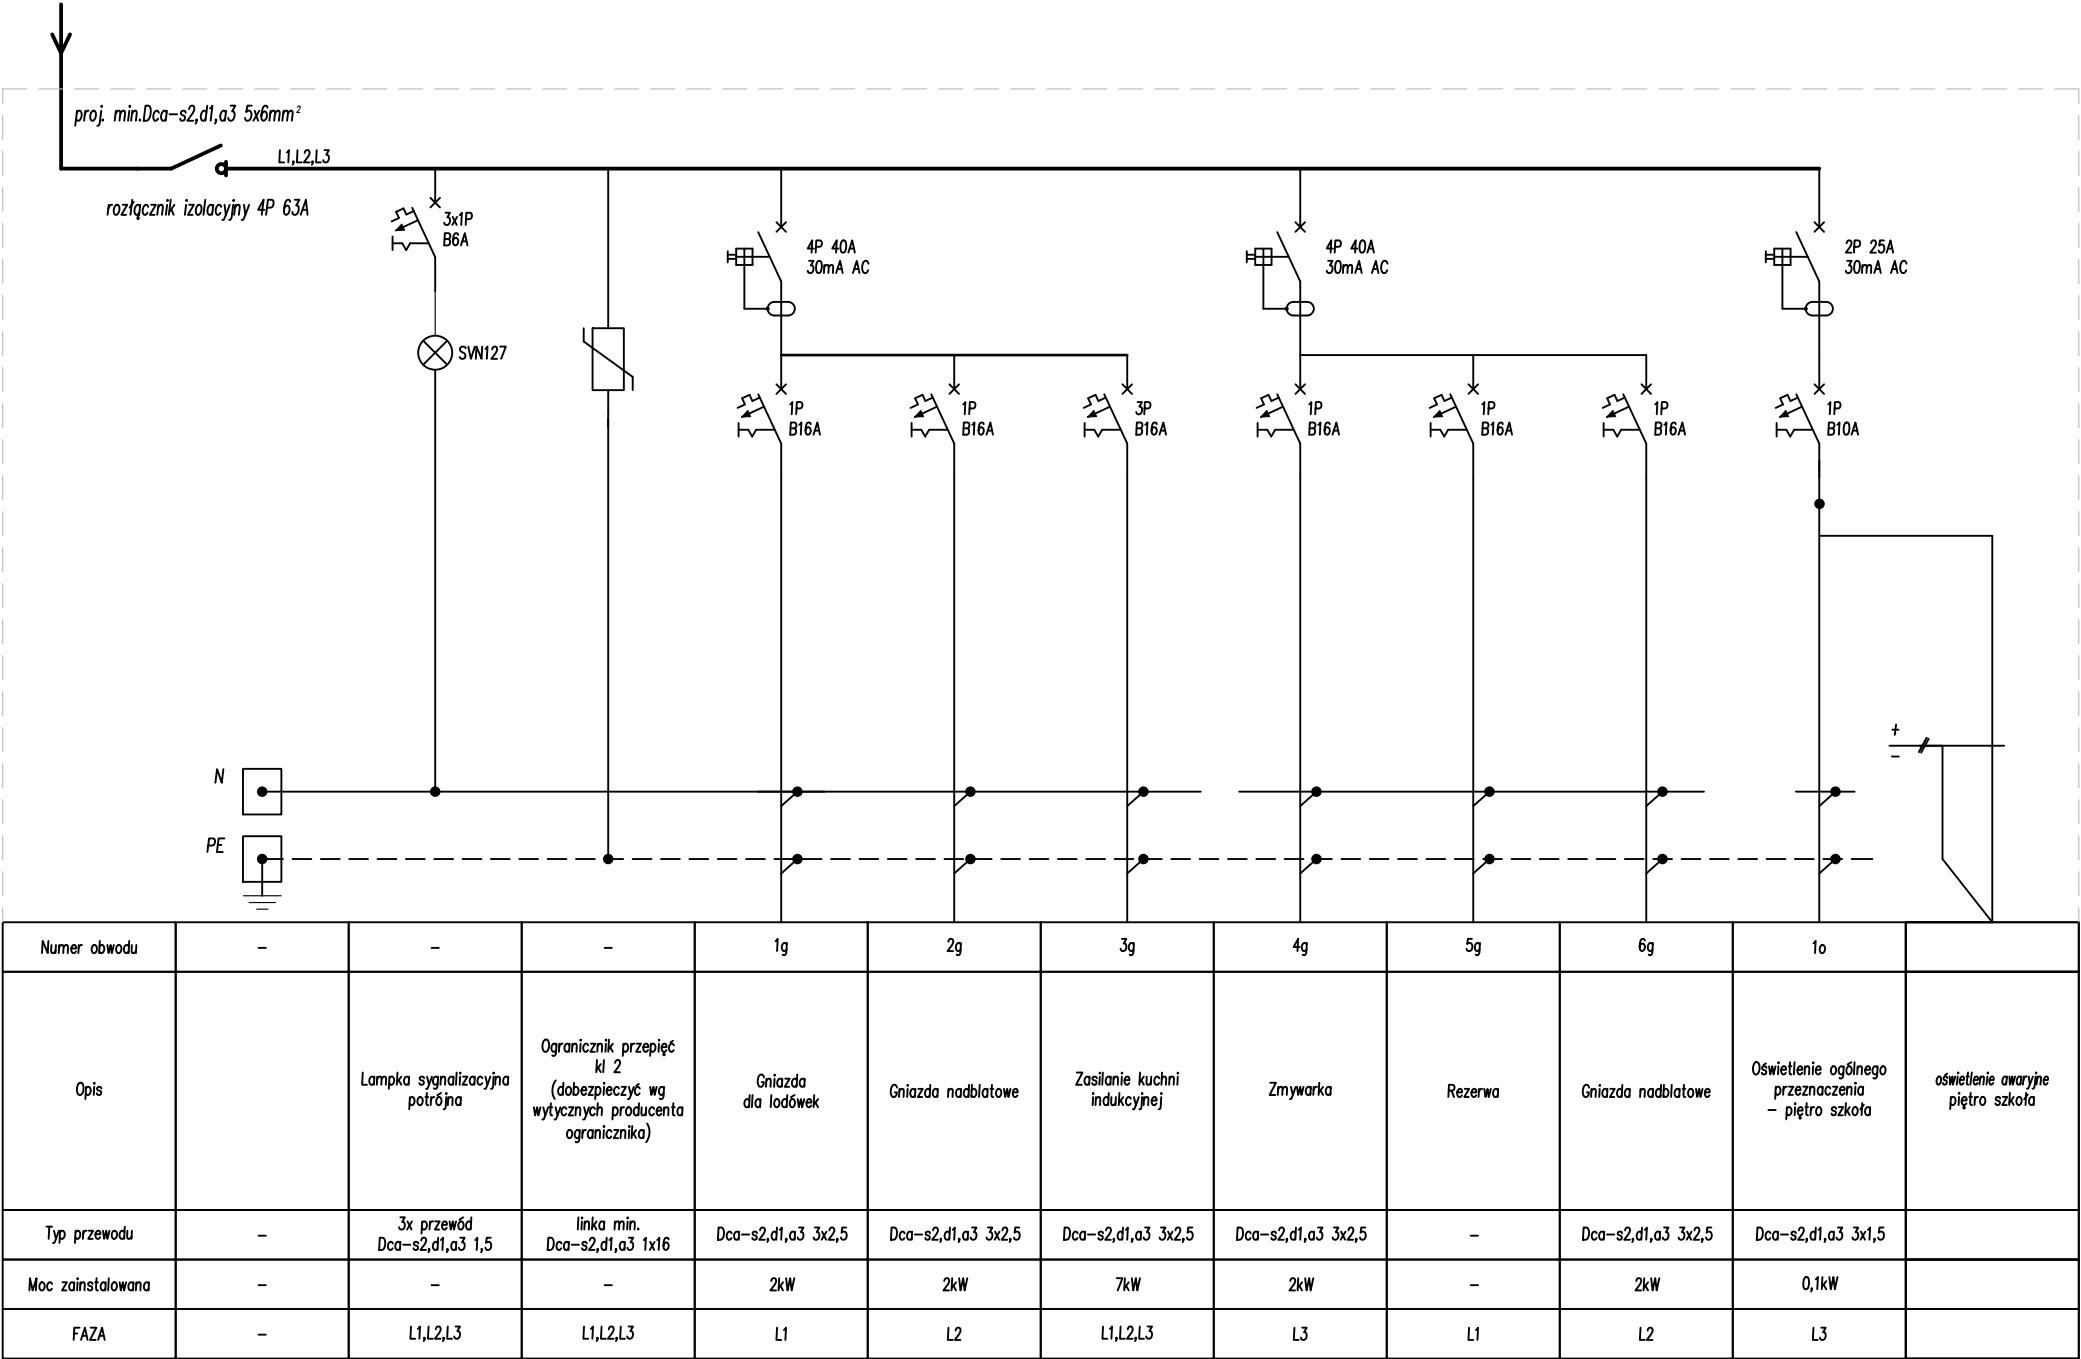 proj. min.Dca-s2,d1,a3 5x6mm²
L1,L2,L3
rozłącznik izolacyjny 4P 63A
3x1P
B6A
SVN127
4P 40A
30mA AC
4P 40A
30mA AC
2P 25A
30mA AC
1P
B16A
1P
B16A
3P
B16A
1P
B16A
1P
B16A
1P
B16A
1P
B10A
+
-
N
PE
Numer obwodu - - - 1g 2g 3g 4g 5g 6g 1o
Opis
Lampka sygnalizacyjna
potrójna
Ogranicznik przepięć
kl 2
(dobezpieczyć wg
wytycznych producenta
ogranicznika)
Gniazda
dla lodówek
Gniazda nadblatowe
Zasilanie kuchni
indukcyjnej
Zmywarka
Rezerwa
Gniazda nadblatowe
Oświetlenie ogólnego
przeznaczenia
- piętro szkoła
oświetlenie awaryjne
piętro szkoła
Typ przewodu
-
3x przewód
Dca-s2,d1,a3 1,5
linka min.
Dca-s2,d1,a3 1x16
Dca-s2,d1,a3 3x2,5
Dca-s2,d1,a3 3x2,5
Dca-s2,d1,a3 3x2,5
Dca-s2,d1,a3 3x2,5
-
Dca-s2,d1,a3 3x2,5
Dca-s2,d1,a3 3x1,5
Moc zainstalowana - - - 2kW 2kW 7kW 2kW - 2kW 0,1kW
FAZA - L1,L2,L3 L1,L2,L3 L1 L2 L1,L2,L3 L3 L1 L2 L3